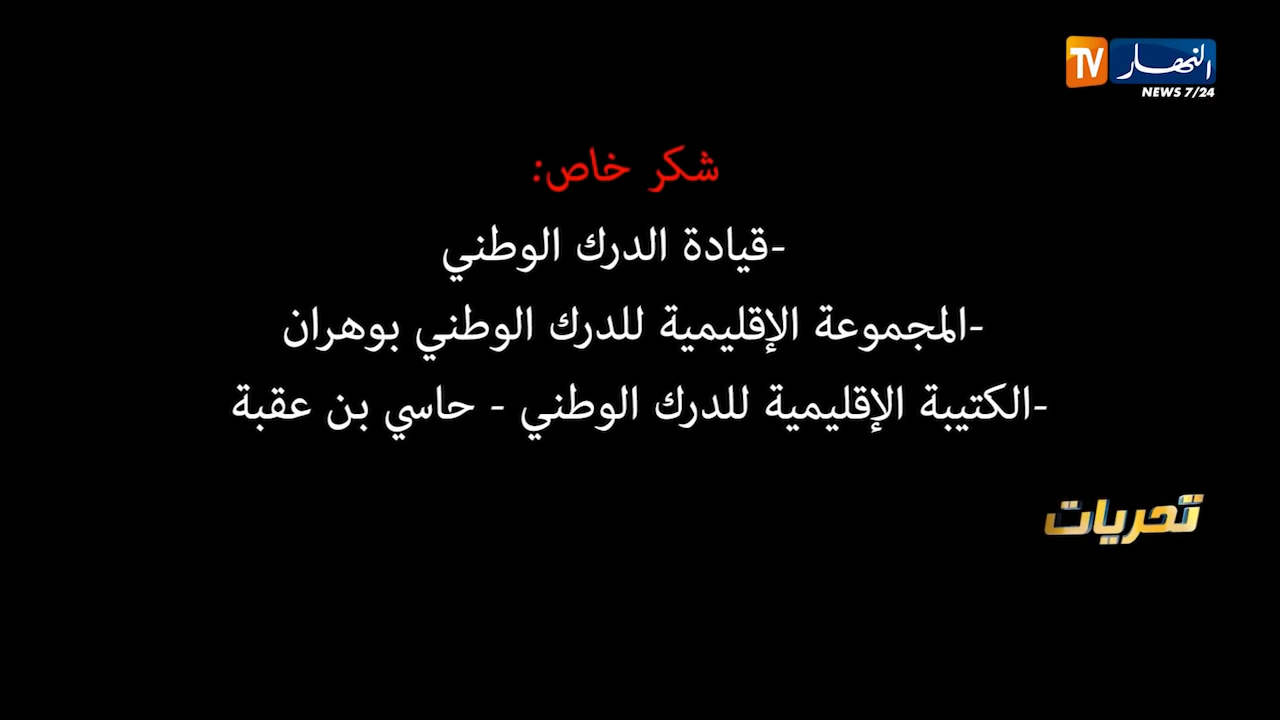 النهار TV
NEWS 7/24
شكر خاص:
-قيادة الدرك الوطني
-المجموعة الإقليمية للدرك الوطني بوهران
-الكتيبة الإقليمية للدرك الوطني - حاسي بن عقبة
تحريات